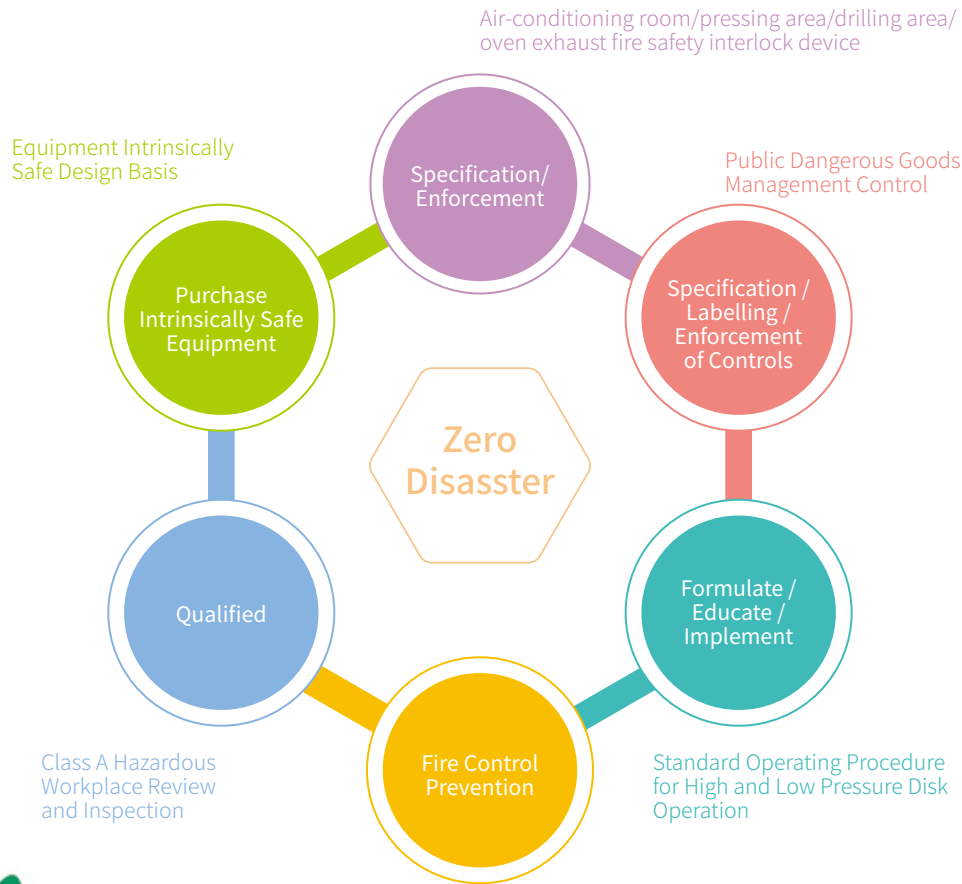 Air-conditioning room/pressing area/drilling area/
oven exhaust fire safety interlock device
Specification/
Enforcement
Public Dangerous Goods
Management Control
Specification /
Labelling /
Enforcement
of Controls
Equipment Intrinsically
Safe Design Basis
Purchase
Intrinsically Safe
Equipment
Zero
Disasster
Formulate /
Educate /
Implement
Standard Operating Procedure
for High and Low Pressure Disk
Operation
Qualified
Class A Hazardous
Workplace Review
and Inspection
Fire Control
Prevention